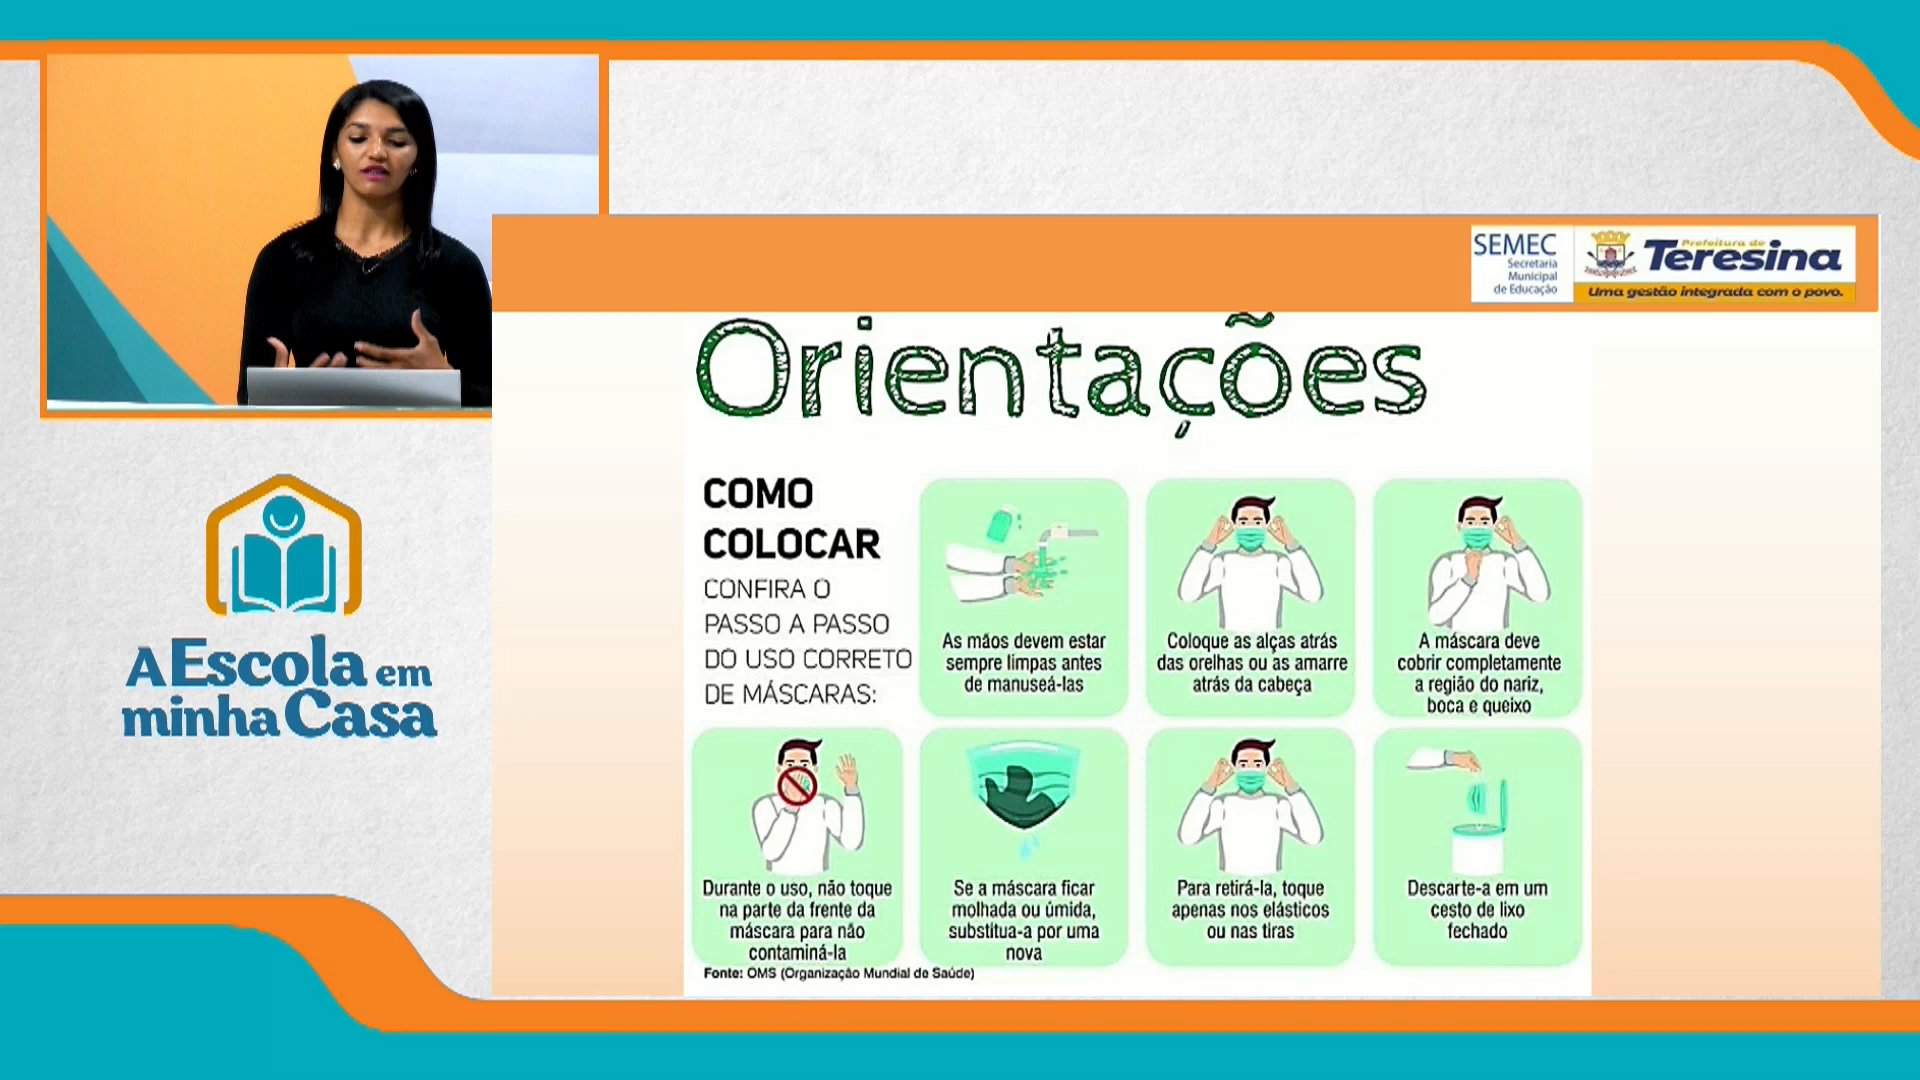 SEMEC
Secretaria
Municipal
de Educação
Prefeitura de
Teresina
Uma gestão integrada com o povo.
Orientações
COMO
COLOCAR
CONFIRA O
PASSO A PASSO
DO USO CORRETO
DE MÁSCARAS:
As mãos devem estar
sempre limpas antes
de manuseá-las
Coloque as alças atrás
das orelhas ou as amarre
atrás da cabeça
A máscara deve
cobrir completamente
a região do nariz,
boca e queixo
Durante o uso, não toque
na parte da frente da
máscara para não
contaminá-la
Se a máscara ficar
molhada ou úmida,
substitua-a por uma
nova
Para retirá-la, toque
apenas nos elásticos
ou nas tiras
Descarte-a em um
cesto de lixo
fechado
Fonte: OMS (Organização Mundial de Saúde)
A Escola em
minha Casa